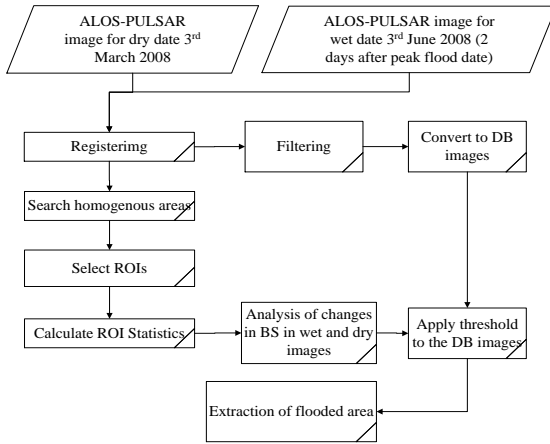 ALOS-PULSAR
image for dry date 3rd
March 2008
ALOS-PULSAR image for
wet date 3rd June 2008 (2
days after peak flood date)
Registerimg
Filtering
Convert to DB
images
Search homogenous areas
Select ROIs
Calculate ROI Statistics
Analysis of changes
in BS in wet and dry
images
Apply threshold
to the DB images
Extraction of flooded area